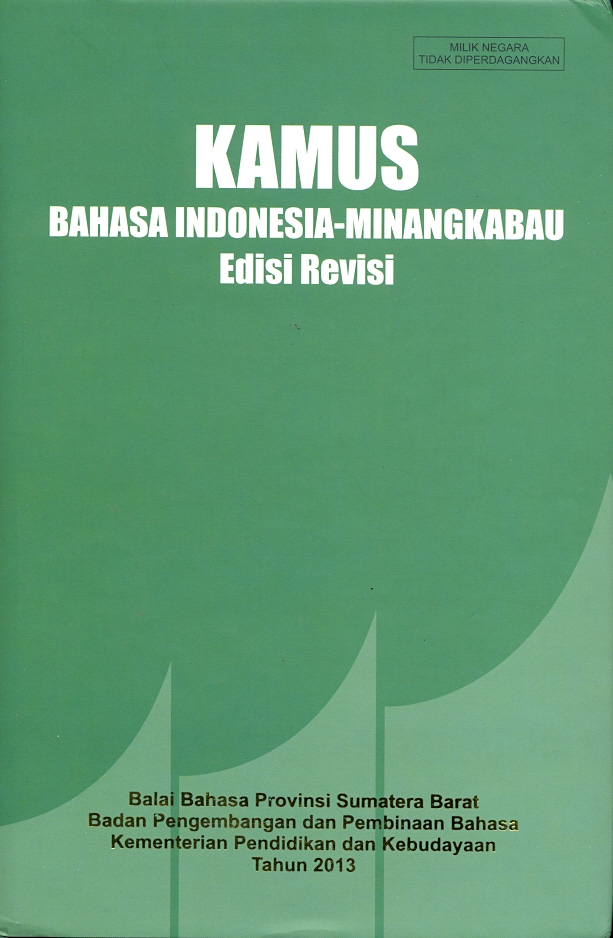 MILIK NEGARA
TIDAK DIPERDAGANGKAN
KAMUS
BAHASA INDONESIA-MINANGKABAU
Edisi Revisi
Balai Bahasa Provinsi Sumatera Barat
Badan Pengembangan dan Pembinaan Bahasa
Kementerian Pendidikan dan Kebudayaan
Tahun 2013